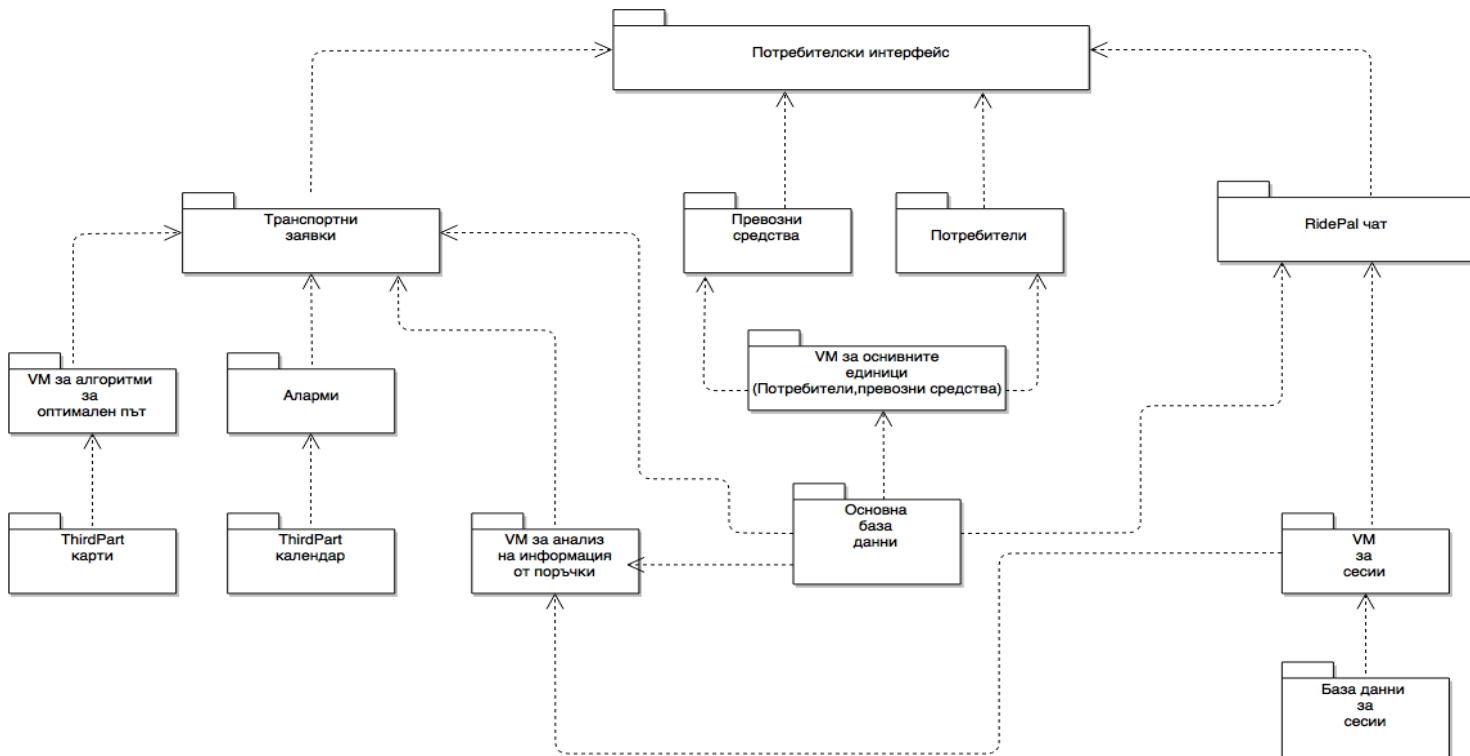 Потребителски интерфейс
Транспортни
заявки
Превозни
средства
Потребители
RidePal чат
VM за алгоритми
за
оптимален път
Аларми
VM за оснивните
единици
(Потребители,превозни средства)
ThirdPart
карти
ThirdPart
календар
VM за анализ
на информация
от поръчки
Основна
база
данни
VM
за
сесии
База данни
за
сесии